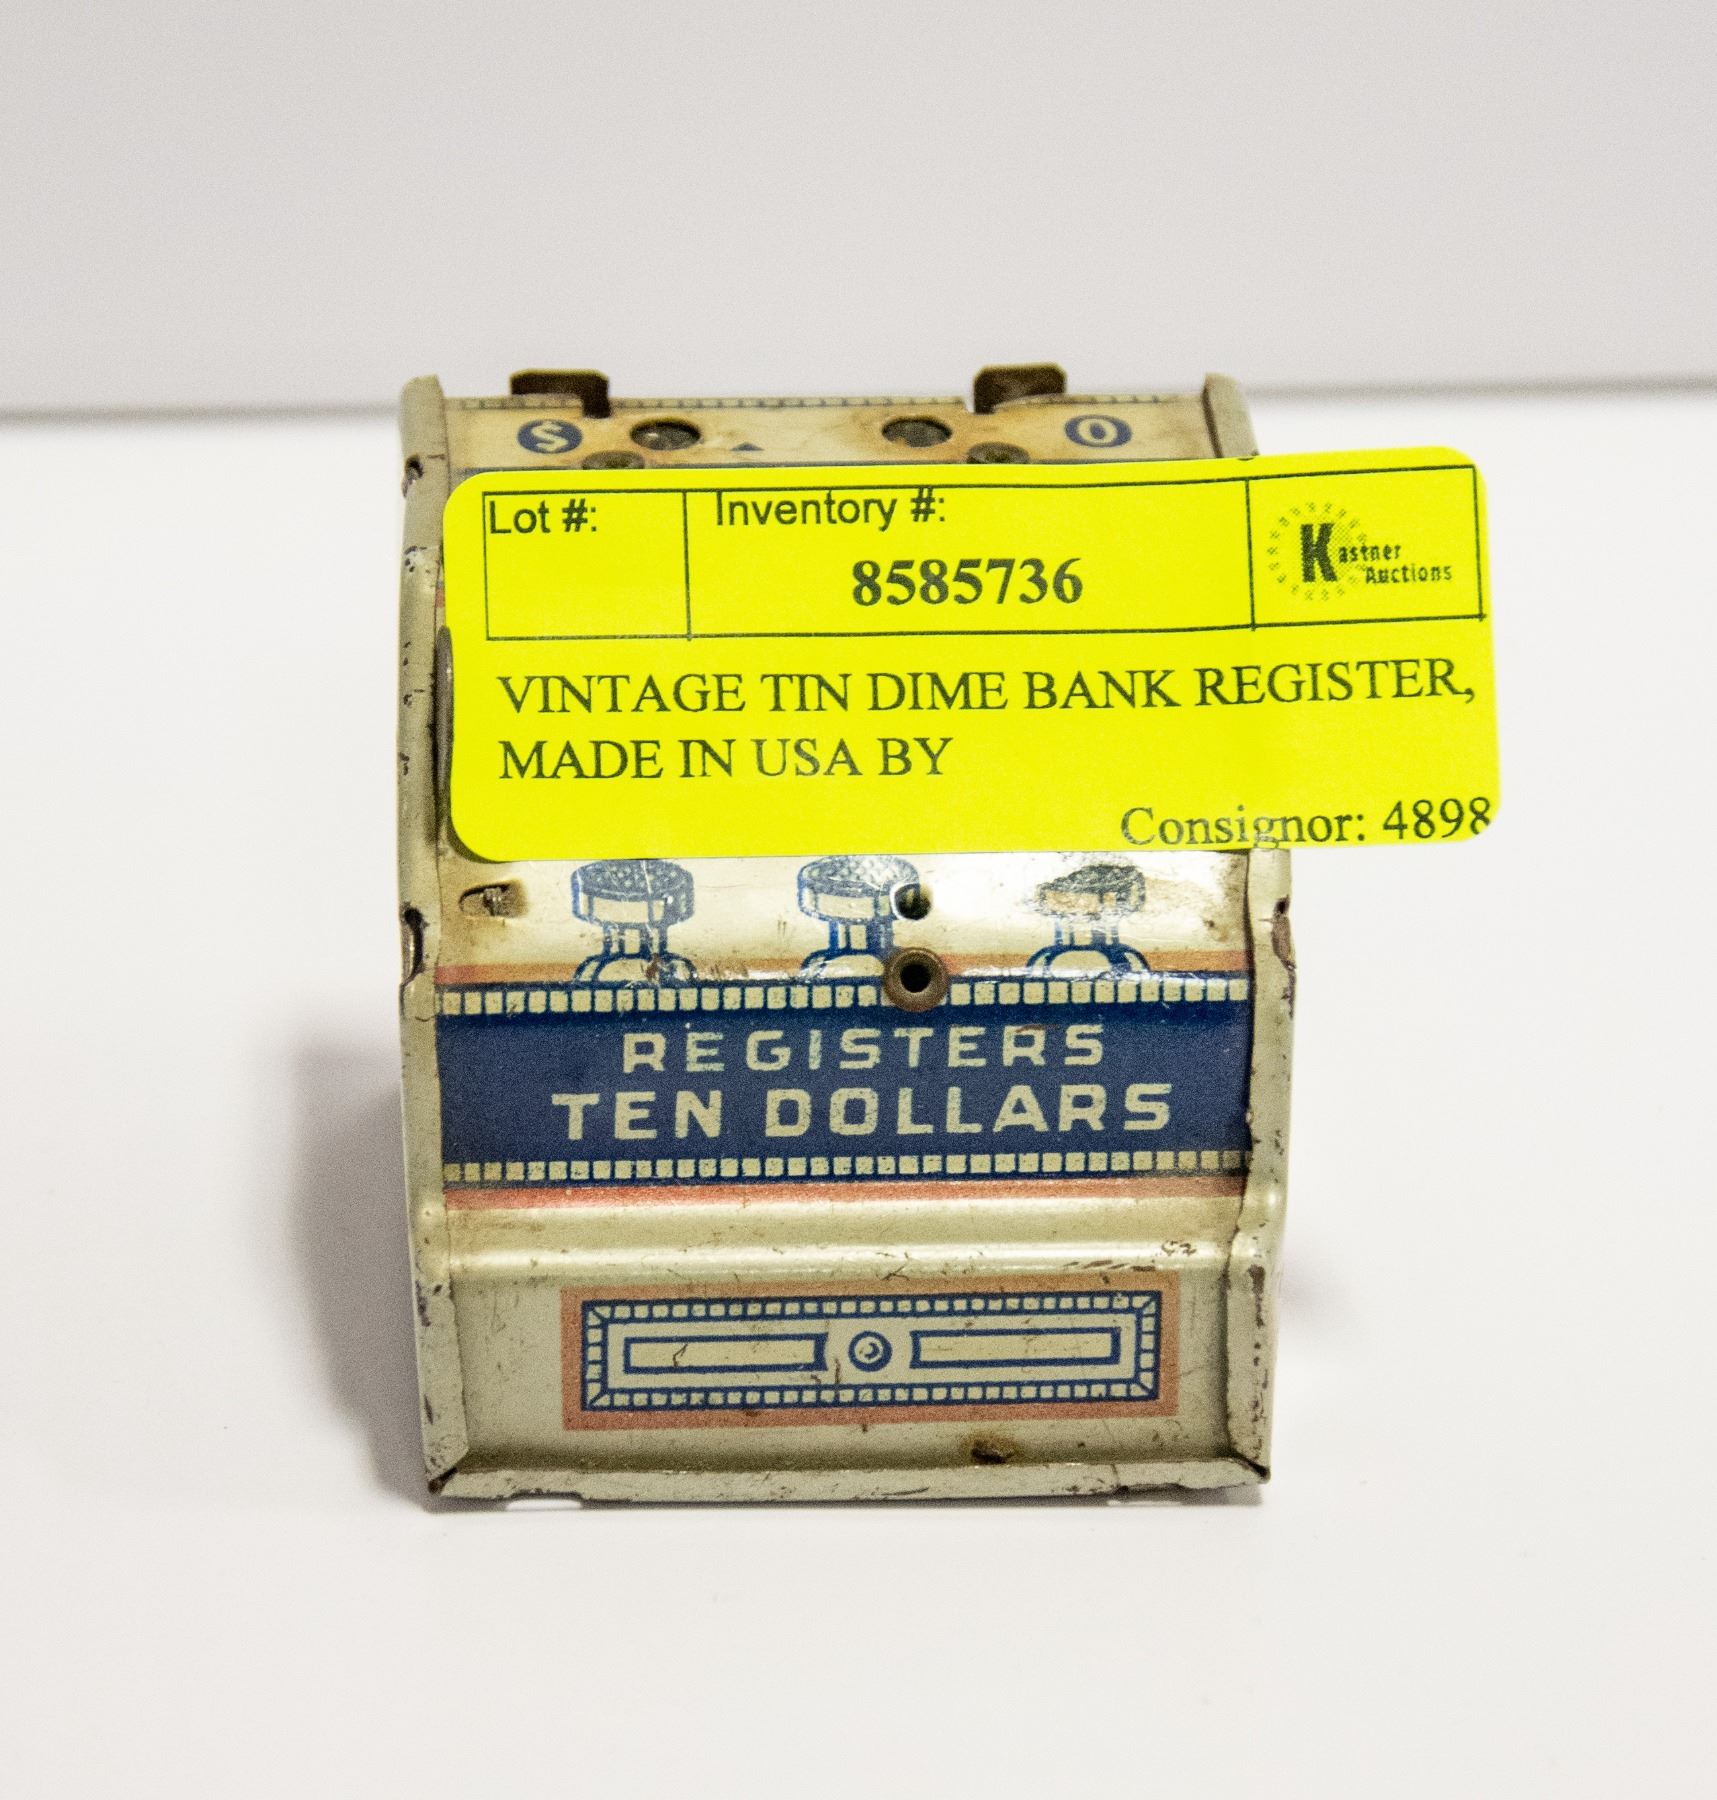 S O
Lot #: Inventory #:
8585736
Kastner
Auctions
VINTAGE TIN DIME BANK REGISTER,
MADE IN USA BY
Consignor: 4898
REGISTERS
TEN DOLLARS
C